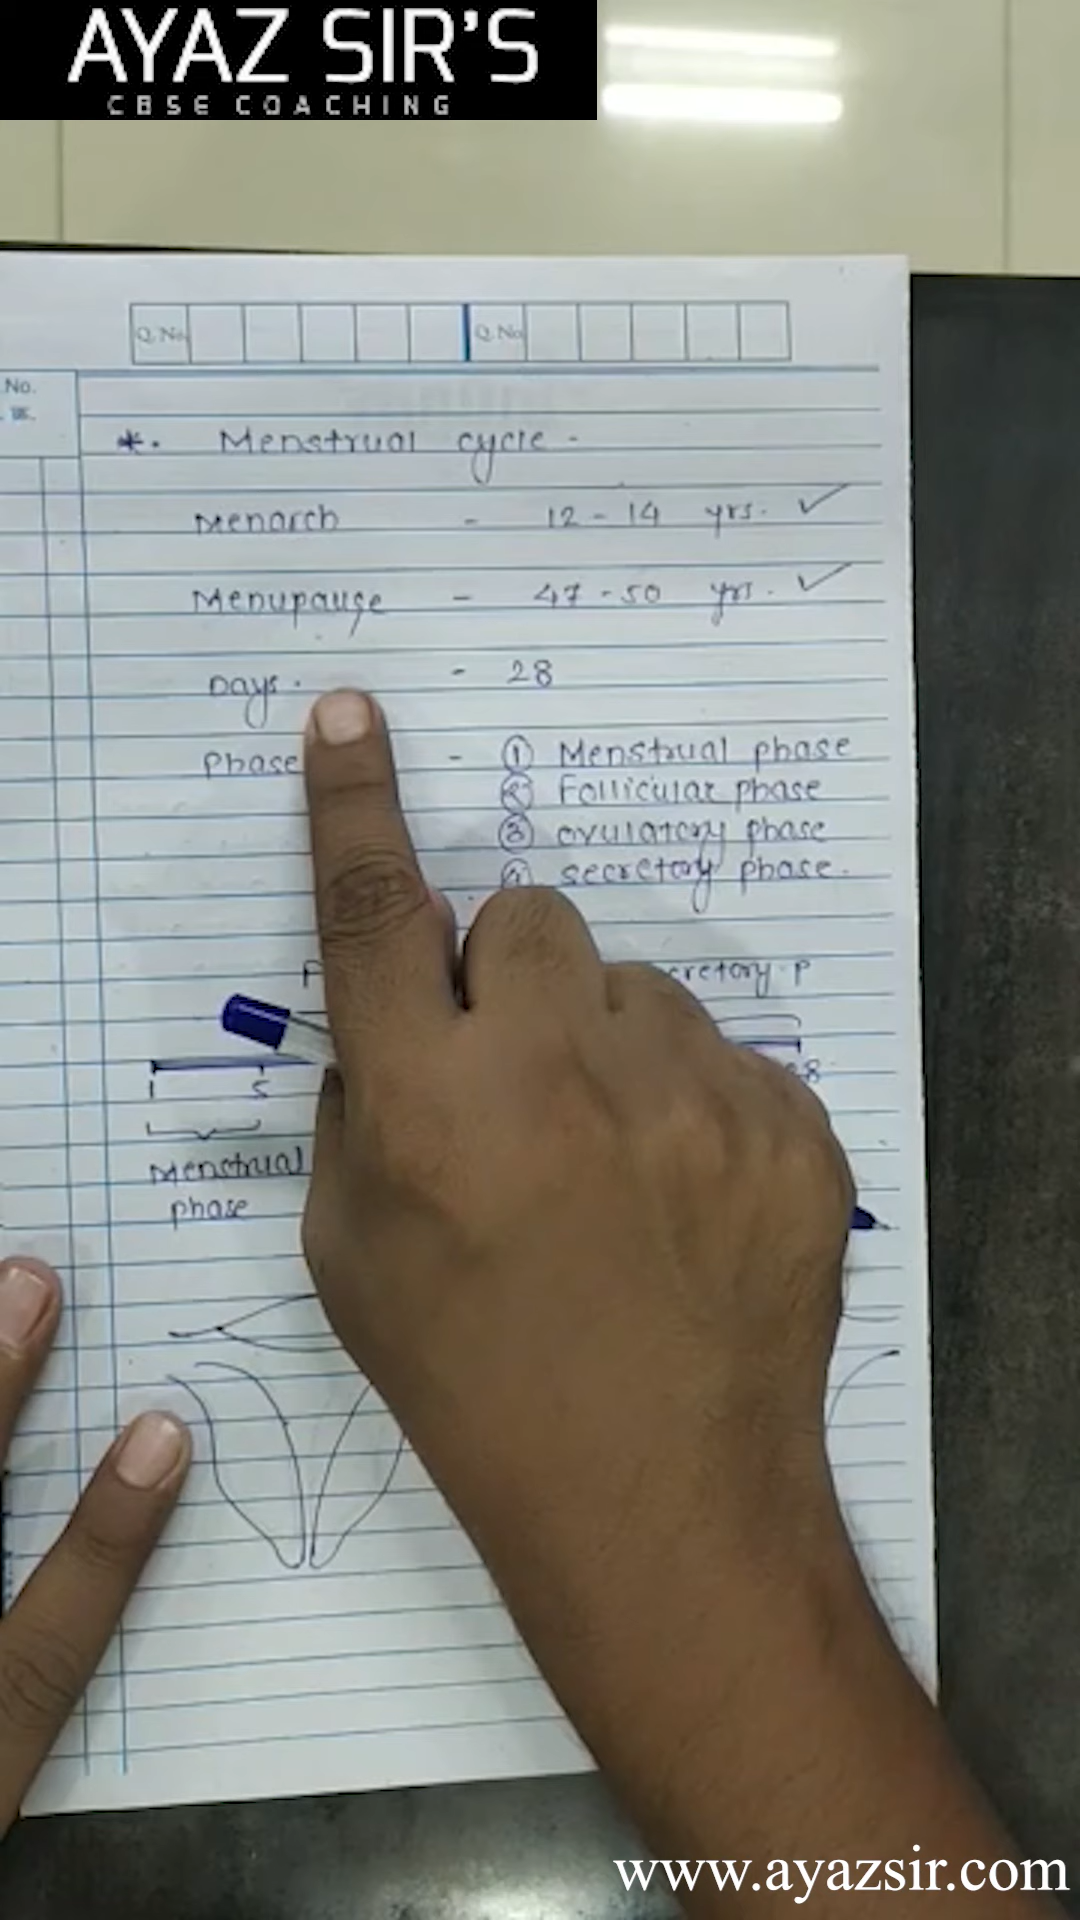 AYAZ SIR'S
CBSE COACHING
Q.No. Q.No
No.
*. Menstrual cycle -
Menarch - 12 - 14 yrs. ✓
Menupause - 47 - 50 yrs. ✓
Days. - 28
Phase - ① Menstrual phase
② Follicular phase
③ ovulatory phase
④ secretory phase.
cretory. P
1 5 28
Menstrual
phase
www.ayazsir.com